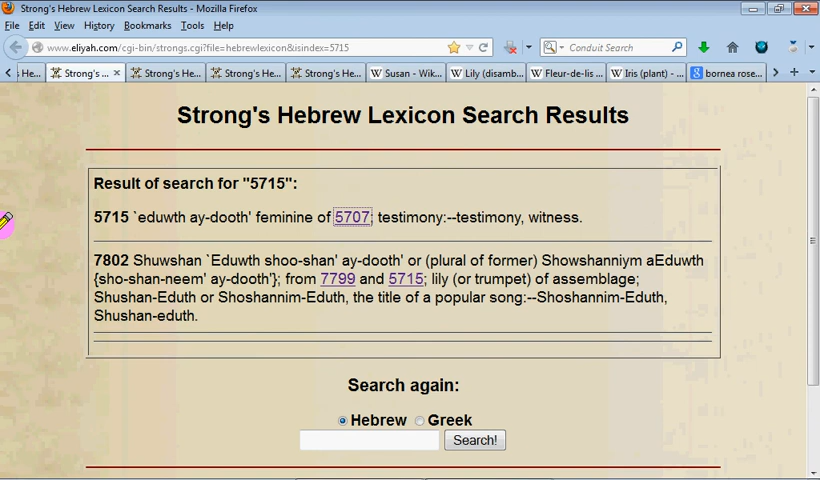 Strong's Hebrew Lexicon Search Results - Mozilla Firefox
File Edit View History Bookmarks Tools Help
www.eliyah.com/cgi-bin/strongs.cgi?file=hebrewlexicon&isindex=5715
Conduit Search
He... Strong's ... Strong's He... Strong's He... Strong's He... Susan - Wik... Lily (disamb... Fleur-de-lis ... Iris (plant) - ... bornea rose...
Strong's Hebrew Lexicon Search Results
Result of search for "5715":
5715 `eduwth ay-dooth' feminine of 5707; testimony:--testimony, witness.
7802 Shuwshan `Eduwth shoo-shan' ay-dooth' or (plural of former) Showshanniym aEduwth
{sho-shan-neem' ay-dooth'}; from 7799 and 5715; lily (or trumpet) of assemblage;
Shushan-Eduth or Shoshannim-Eduth, the title of a popular song:--Shoshannim-Eduth,
Shushan-eduth.
Search again:
Hebrew Greek
Search!